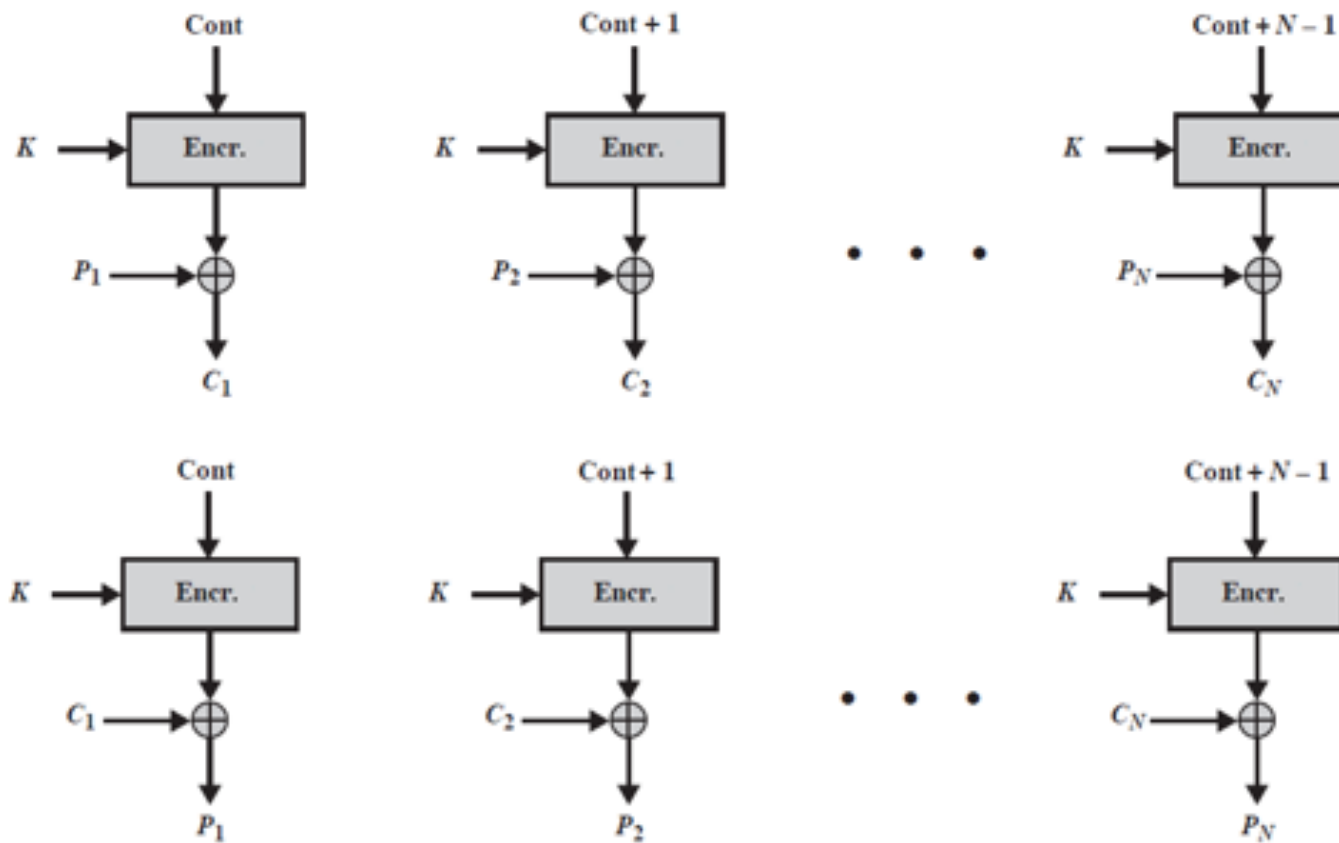 Cont Cont + 1 Cont + N – 1
K Encr. K Encr. K Encr.
P1 P2 • • • PN
C1 C2 CN
Cont Cont + 1 Cont + N – 1
K Encr. K Encr. K Encr.
C1 C2 • • • CN
P1 P2 PN